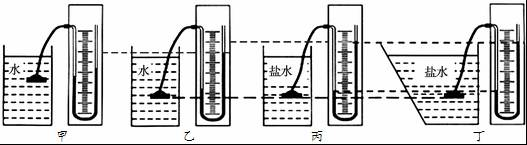 水 水 盐水 盐水
甲 乙 丙 丁